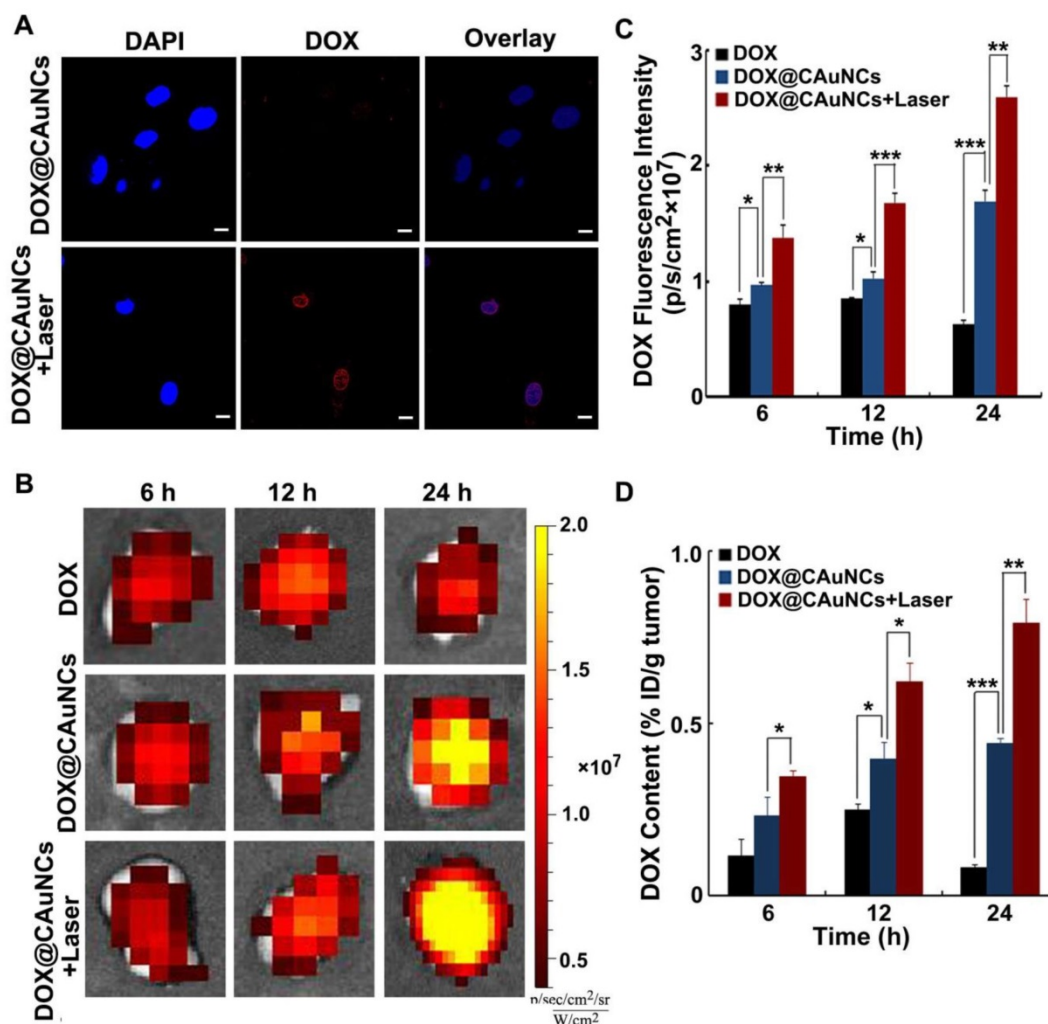 A
DAPI DOX Overlay
DOX@CAuNCs
DOX@CAuNCs
+Laser
B
6 h 12 h 24 h
DOX
DOX@CAuNCs
DOX@CAuNCs
+Laser
2.0
1.5
×10⁷
1.0
0.5
p/sec/cm²/sr
W/cm²
C
DOX Fluorescence Intensity
(p/s/cm²×10⁷)
3
2
1
0
DOX
DOX@CAuNCs
DOX@CAuNCs+Laser
* **
* ***
*** **
6 12 24
Time (h)
D
DOX Content (% ID/g tumor)
1.0
0.5
0
DOX
DOX@CAuNCs
DOX@CAuNCs+Laser
*
* *
*** **
6 12 24
Time (h)